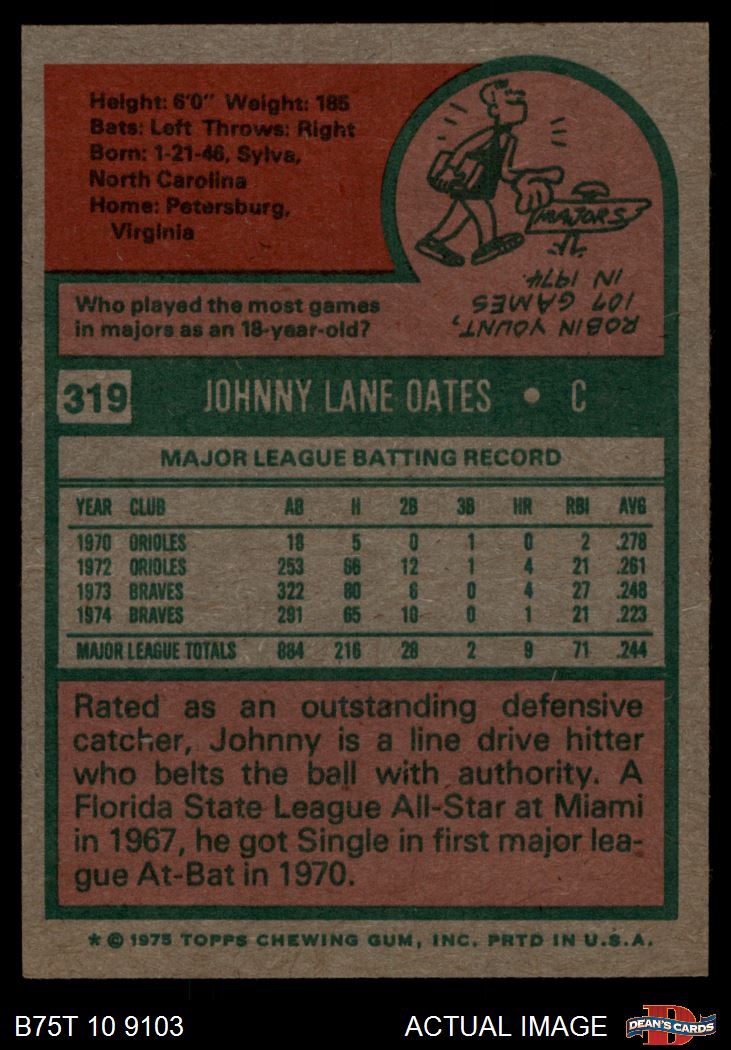 Height: 6'0" Weight: 185
Bats: Left Throws: Right
Born: 1-21-46, Sylva,
North Carolina
Home: Petersburg,
Virginia
MAJORS
Who played the most games
in majors as an 18-year-old?
ROBIN YOUNT,
107 GAMES
IN 1974.
319 JOHNNY LANE OATES • C
MAJOR LEAGUE BATTING RECORD
YEAR CLUB AB H 2B 3B HR RBI AVG
1970 ORIOLES 18 5 0 1 0 2 .278
1972 ORIOLES 253 66 12 1 4 21 .261
1973 BRAVES 322 80 6 0 4 27 .248
1974 BRAVES 291 65 10 0 1 21 .223
MAJOR LEAGUE TOTALS 884 216 28 2 9 71 .244
Rated as an outstanding defensive
catcher, Johnny is a line drive hitter
who belts the ball with authority. A
Florida State League All-Star at Miami
in 1967, he got Single in first major lea-
gue At-Bat in 1970.
* © 1975 TOPPS CHEWING GUM, INC. PRTD IN U.S.A.
B75T 10 9103 ACTUAL IMAGE D DEAN'S CARDS